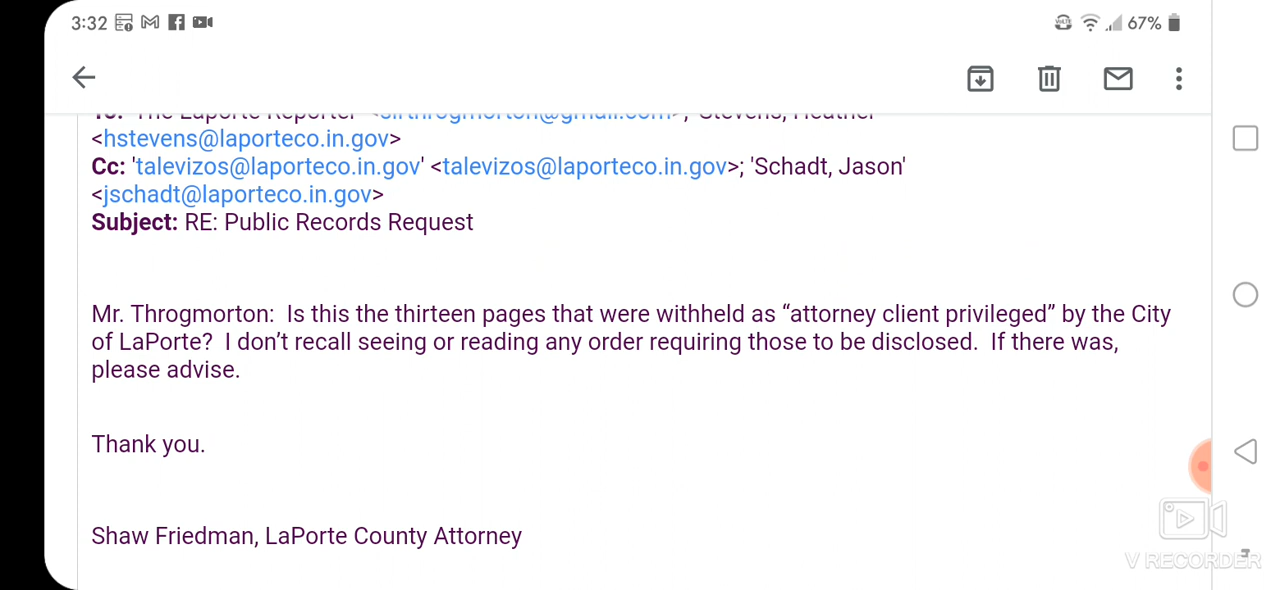 3:32 67%
<hstevens@laporteco.in.gov>
Cc: 'talevizos@laporteco.in.gov' <talevizos@laporteco.in.gov>; 'Schadt, Jason'
<jschadt@laporteco.in.gov>
Subject: RE: Public Records Request
Mr. Throgmorton:  Is this the thirteen pages that were withheld as “attorney client privileged” by the City
of LaPorte?  I don’t recall seeing or reading any order requiring those to be disclosed.  If there was,
please advise.
Thank you.
Shaw Friedman, LaPorte County Attorney
V RECORDER